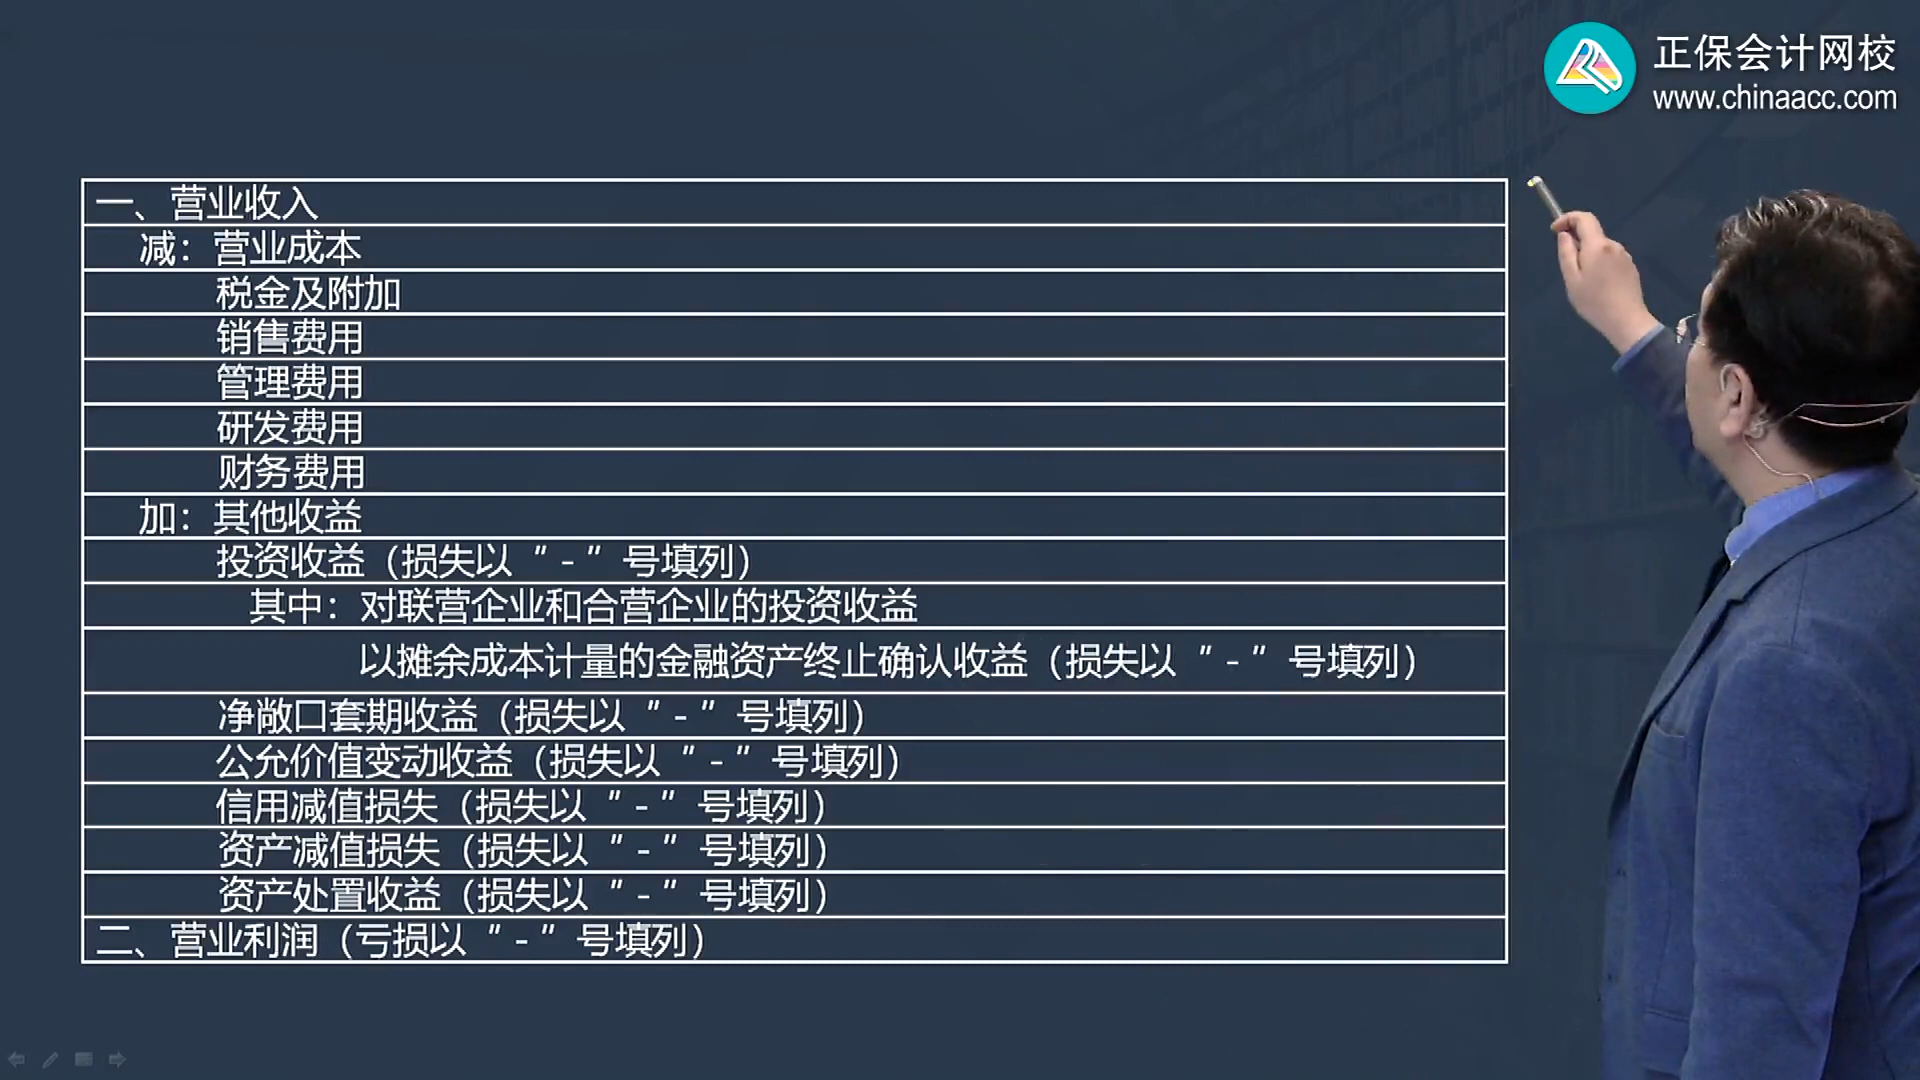 正保会计网校
www.chinaacc.com
一、营业收入
减：营业成本
税金及附加
销售费用
管理费用
研发费用
财务费用
加：其他收益
投资收益（损失以＂-＂号填列）
其中：对联营企业和合营企业的投资收益
以摊余成本计量的金融资产终止确认收益（损失以＂-＂号填列）
净敞口套期收益（损失以＂-＂号填列）
公允价值变动收益（损失以＂-＂号填列）
信用减值损失（损失以＂-＂号填列）
资产减值损失（损失以＂-＂号填列）
资产处置收益（损失以＂-＂号填列）
二、营业利润（亏损以＂-＂号填列）